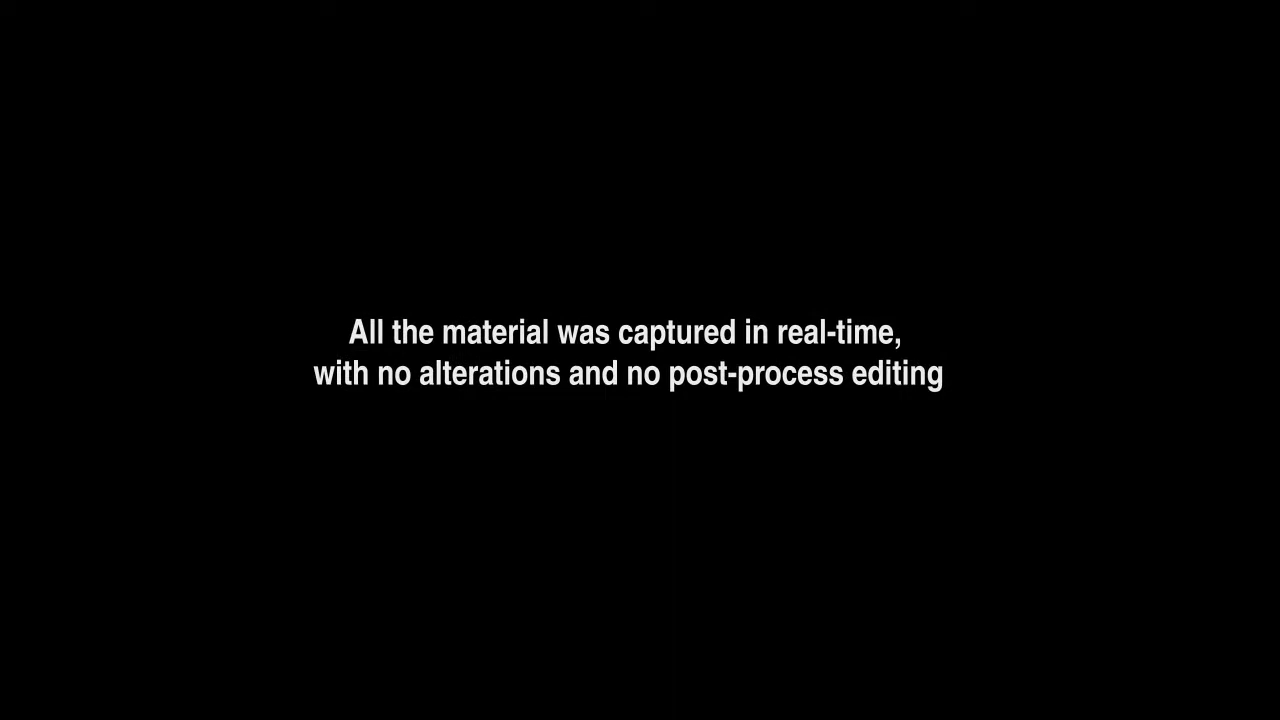 All the material was captured in real-time,
with no alterations and no post-process editing